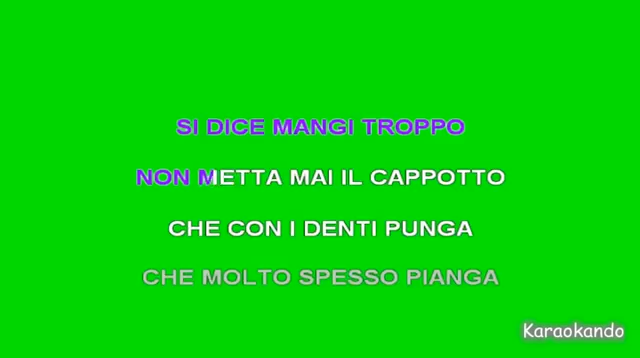 SI DICE MANGI TROPPO
NON METTA MAI IL CAPPOTTO
CHE CON I DENTI PUNGA
CHE MOLTO SPESSO PIANGA
Karaokando